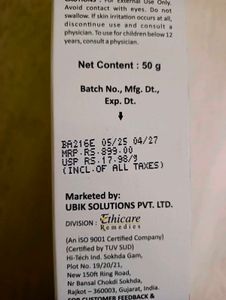 CAUTIONS : For External Use Only.
Avoid contact with eyes. Do not
swallow. If skin irritation occurs at all,
discontinue use and consult a
physician. To use for children below 12
years, consult a physician.
Net Content : 50 g
Batch No., Mfg. Dt.,
Exp. Dt.
BA216E 05/25 04/27
MRP.RS.899.00
USP RS.17.98/g
(INCL.OF ALL TAXES)
Marketed by:
UBIK SOLUTIONS PVT. LTD.
DIVISION : Ethicare
Remedies
(An ISO 9001 Certified Company)
(Certified by TUV SUD)
Hi-Tech Ind. Sokhda Gam,
Plot No. 19/20/21,
New 150ft Ring Road,
Nr Bansal Chokdi Sokhda,
Rajkot – 360003, Gujarat, India.
FOR CUSTOMER FEEDBACK &